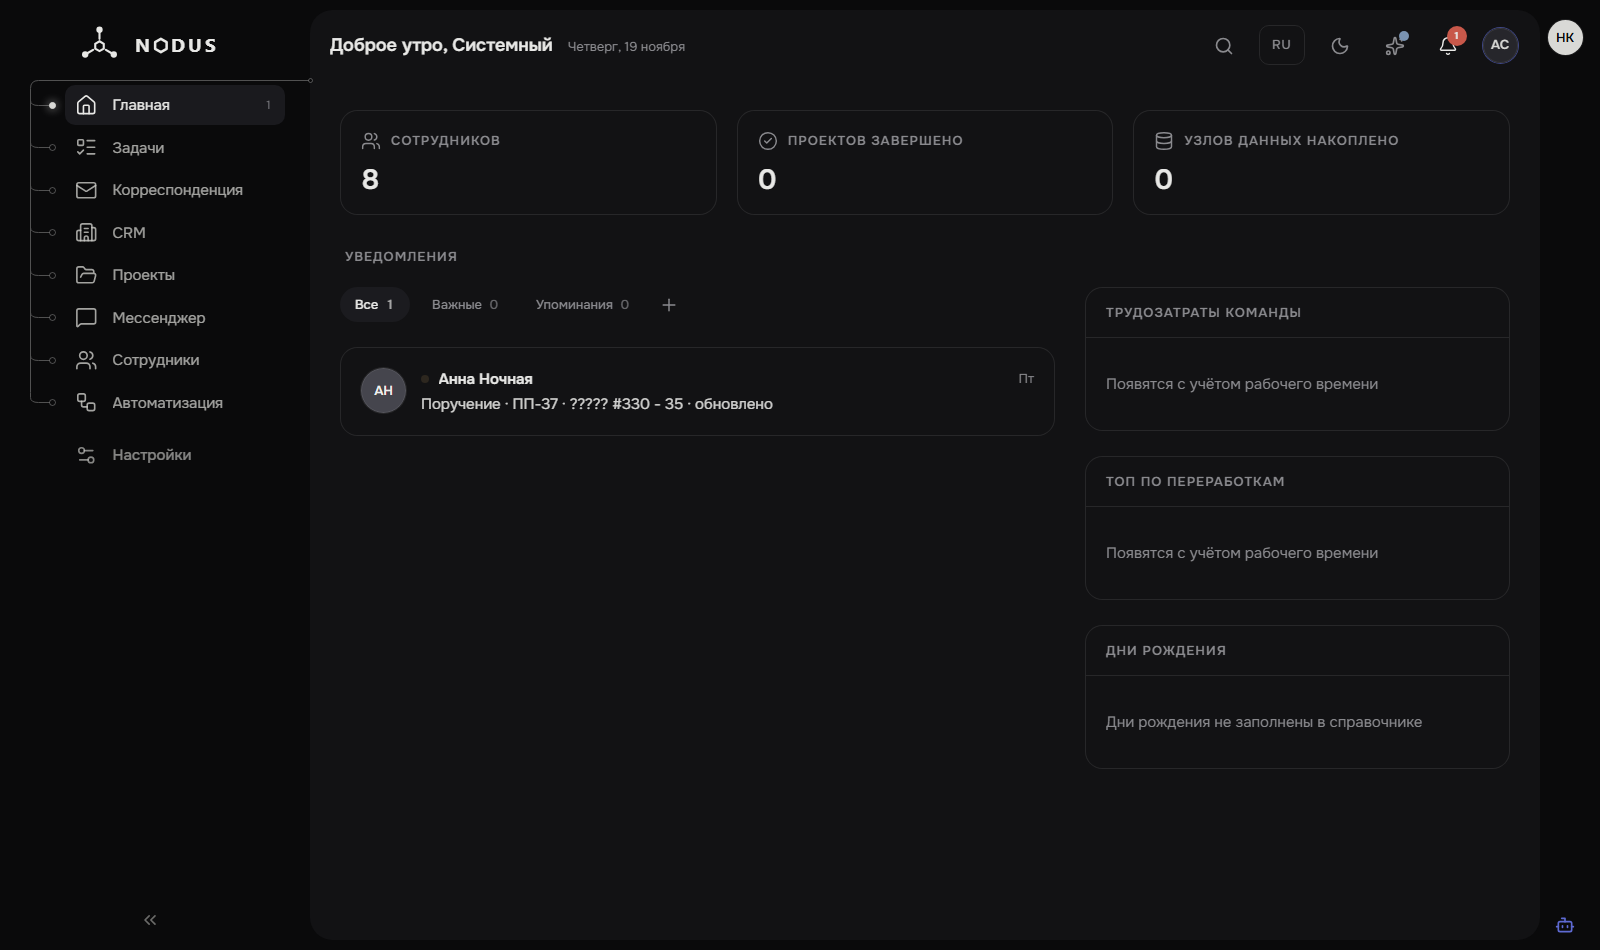 NODUS
Доброе утро, Системный
Четверг, 19 ноября
RU
1
АС
НК
Главная 1
Задачи
Корреспонденция
CRM
Проекты
Мессенджер
Сотрудники
Автоматизация
Настройки
СОТРУДНИКОВ
8
ПРОЕКТОВ ЗАВЕРШЕНО
0
УЗЛОВ ДАННЫХ НАКОПЛЕНО
0
УВЕДОМЛЕНИЯ
Все 1 Важные 0 Упоминания 0
АН
Анна Ночная Пт
Поручение · ПП-37 · ????? #330 - 35 · обновлено
ТРУДОЗАТРАТЫ КОМАНДЫ
Появятся с учётом рабочего времени
ТОП ПО ПЕРЕРАБОТКАМ
Появятся с учётом рабочего времени
ДНИ РОЖДЕНИЯ
Дни рождения не заполнены в справочнике